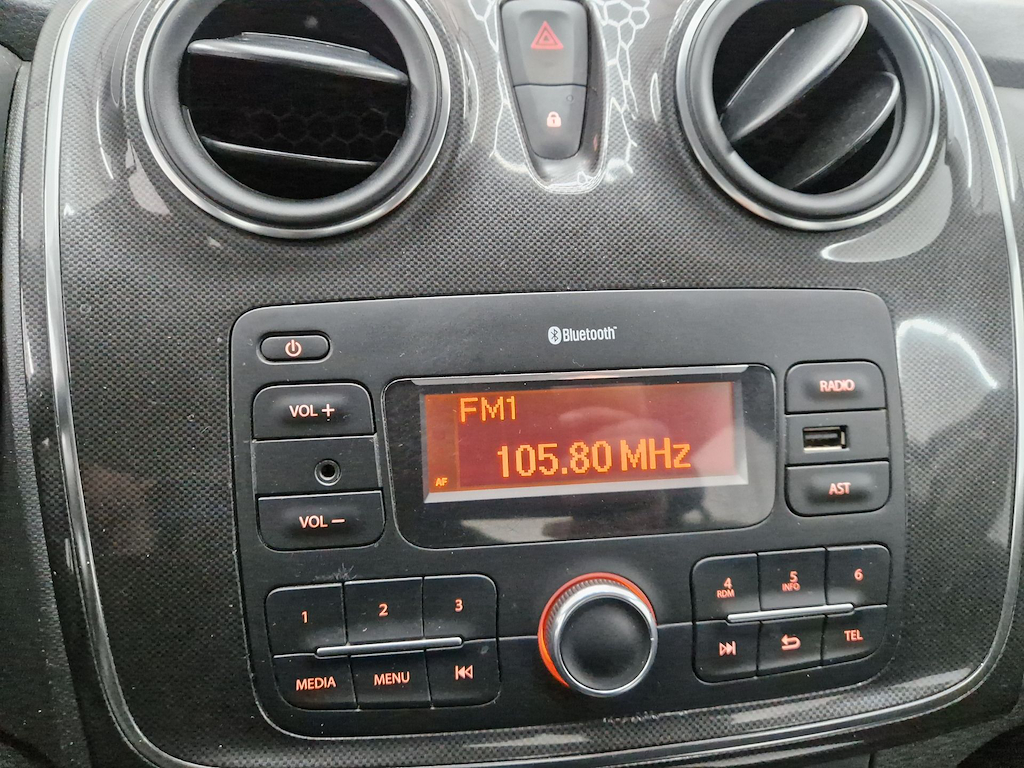 Bluetooth™
VOL +
FM1
RADIO
105.80 MHz
AF
VOL −
AST
1
2
3
4
RDM
5
INFO
6
MEDIA
MENU
TEL